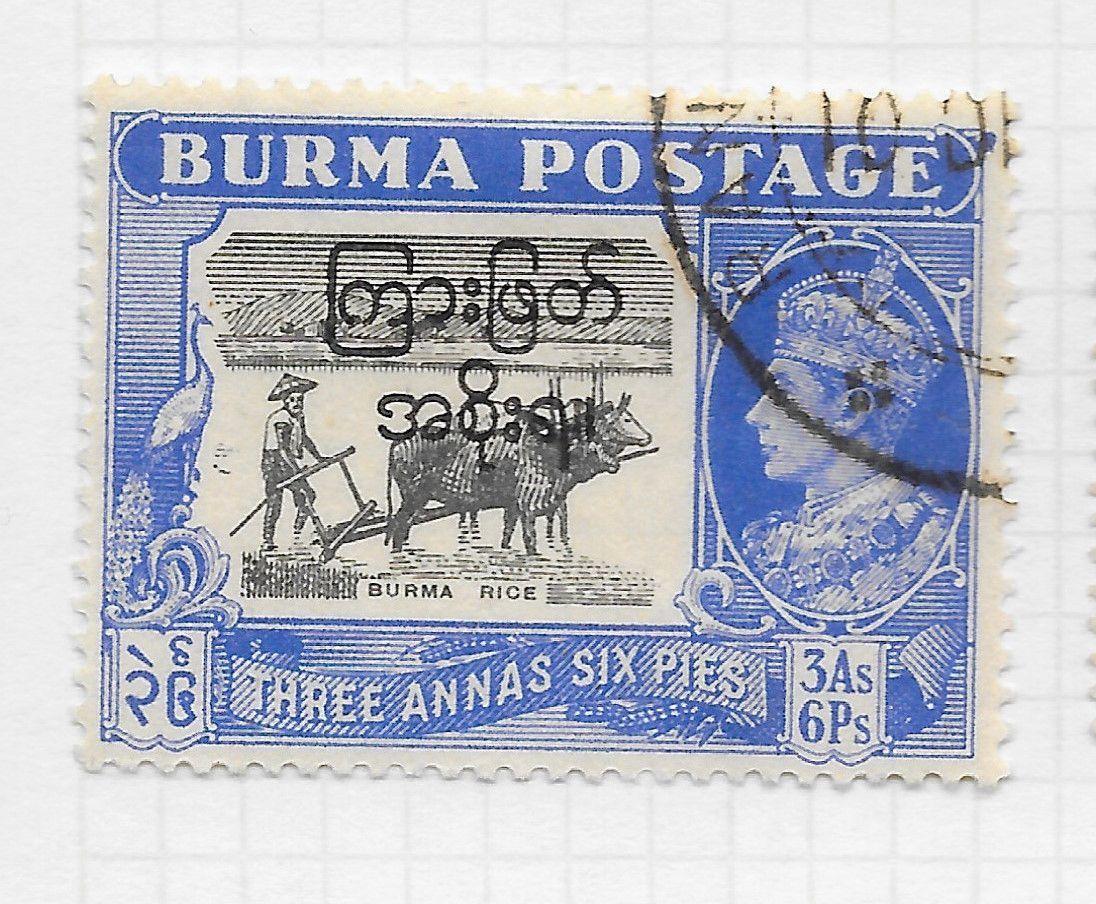 BURMA POSTAGE
ကြားဖြတ်
အစိုးရ။
BURMA RICE
THREE ANNAS SIX PIES
3As
6Ps